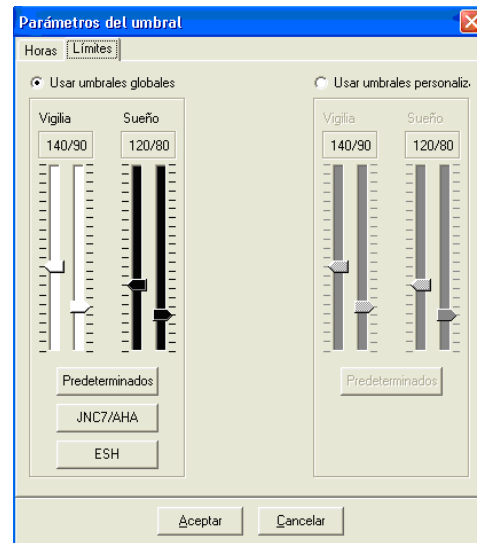 Parámetros del umbral
Horas Límites
Usar umbrales globales
Usar umbrales personaliz
Vigilia Sueño
140/90 120/80
Vigilia Sueño
140/90 120/80
Predeterminados
JNC7/AHA
ESH
Predeterminados
Aceptar Cancelar